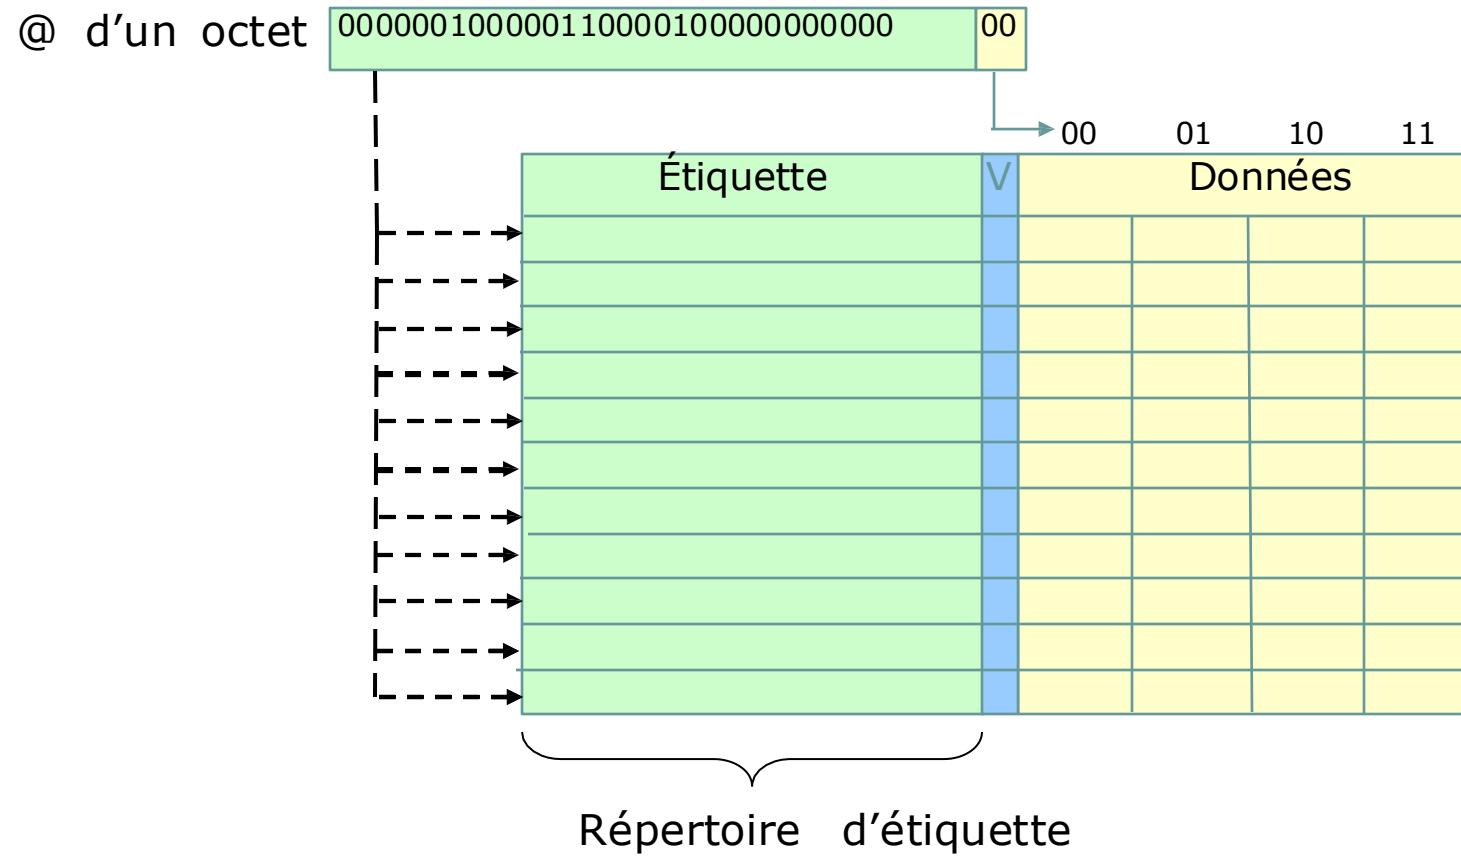 @ d’un octet 000000100000110000100000000000 00
00 01 10 11
Étiquette V Données
Répertoire d’étiquette